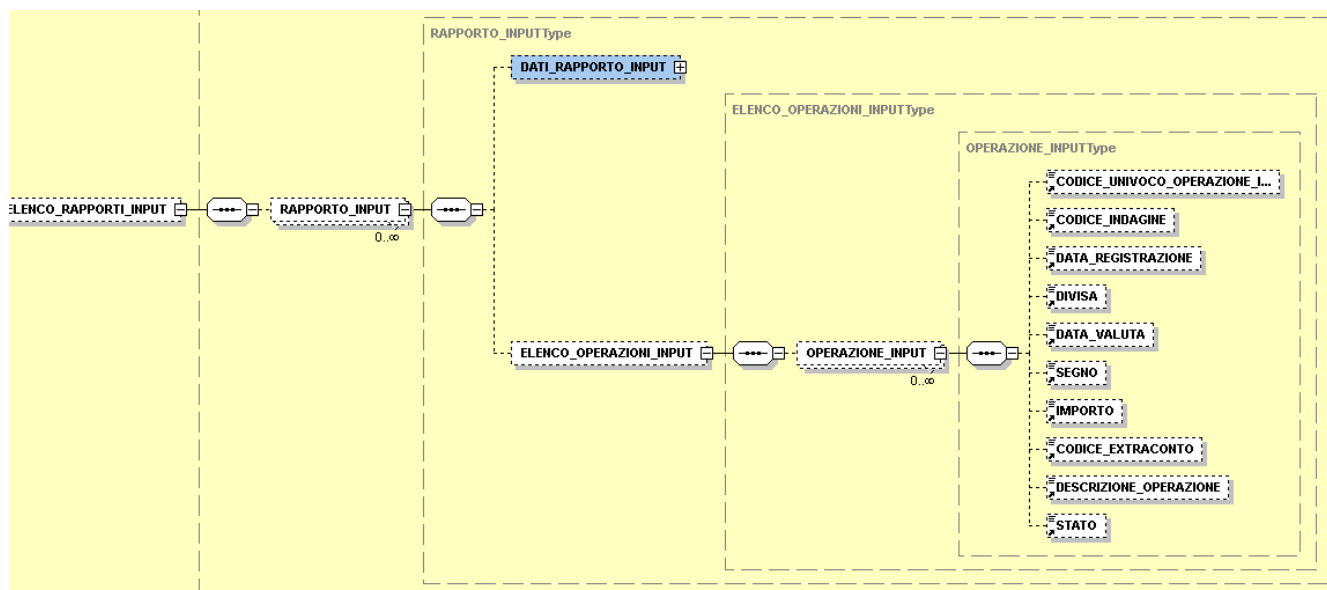 RAPPORTO_INPUTType
DATI_RAPPORTO_INPUT
ELENCO_OPERAZIONI_INPUTType
OPERAZIONE_INPUTType
CODICE_UNIVOCO_OPERAZIONE_I...
ELENCO_RAPPORTI_INPUT
RAPPORTO_INPUT
0..∞
CODICE_INDAGINE
DATA_REGISTRAZIONE
DIVISA
DATA_VALUTA
ELENCO_OPERAZIONI_INPUT
OPERAZIONE_INPUT
0..∞
SEGNO
IMPORTO
CODICE_EXTRACONTO
DESCRIZIONE_OPERAZIONE
STATO